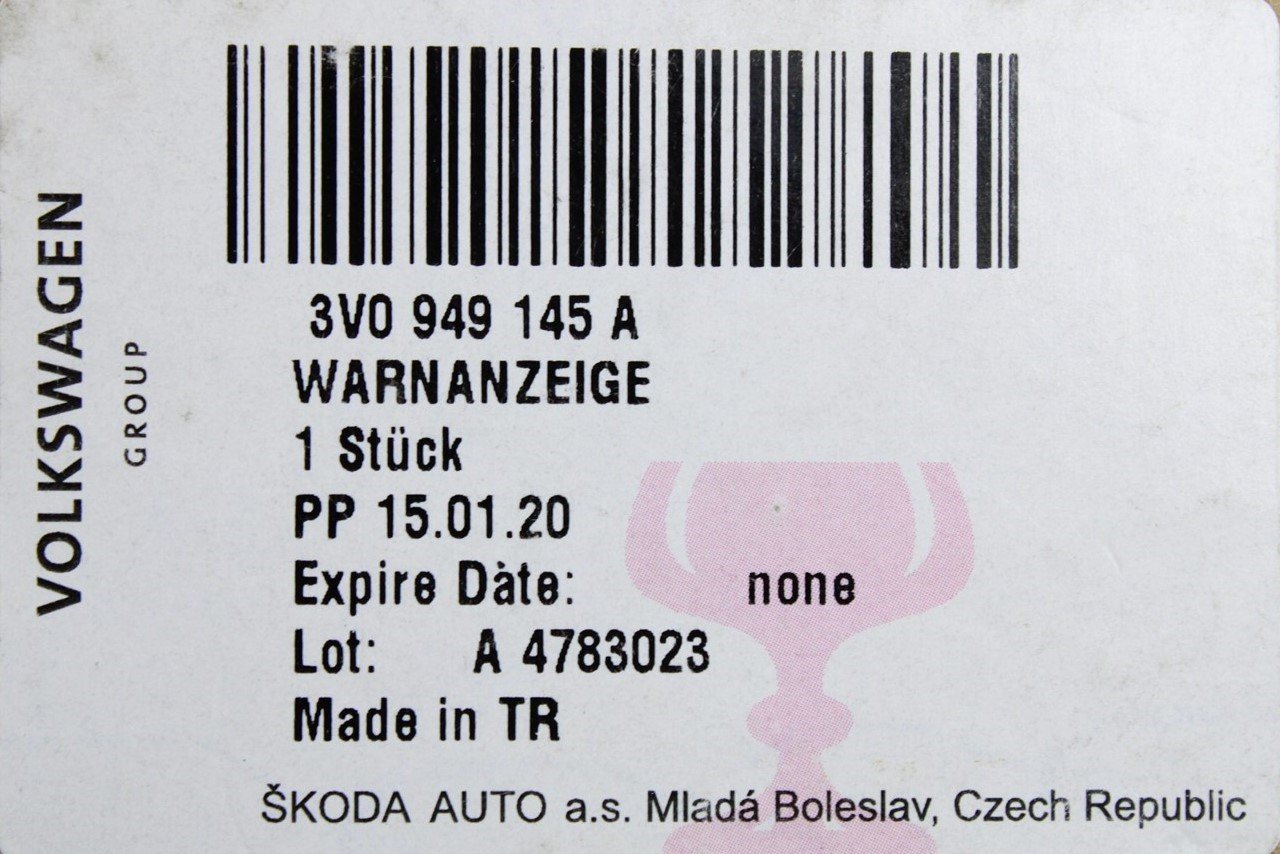 VOLKSWAGEN
GROUP
3V0 949 145 A
WARNANZEIGE
1 Stück
PP 15.01.20
Expire Date: none
Lot: A 4783023
Made in TR
ŠKODA AUTO a.s. Mladá Boleslav, Czech Republic